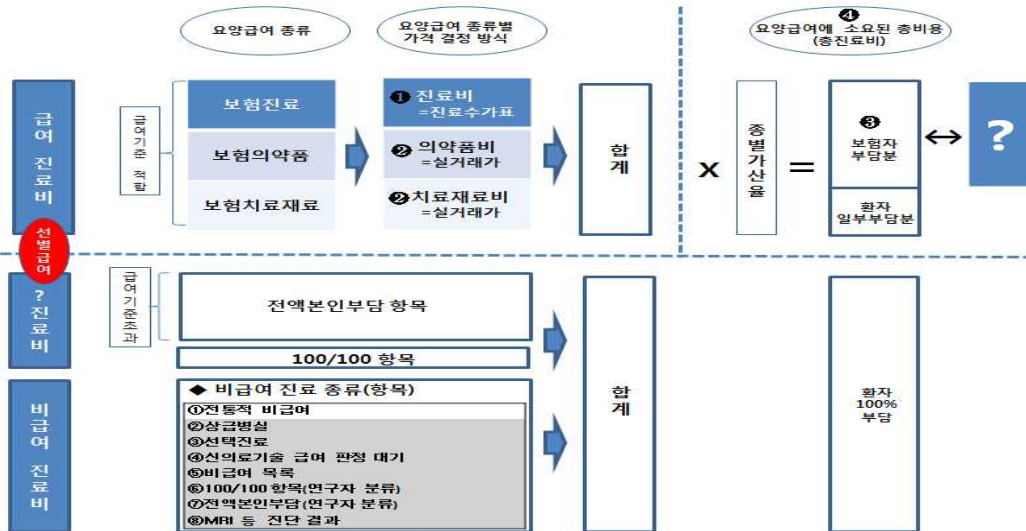 요양급여 종류
요양급여 종류별
가격 결정 방식
❹
요양급여에 소요된 총비용
(총진료비)
급여 진료비
급여기준 적합
보험진료
보험의약품
보험치료재료
❶ 진료비
=진료수가표
❷ 의약품비
=실거래가
❷치료재료비
=실거래가
합계
x
종별가산율
=
❸
보험자
부담분
환자
일부부담분
↔
?
선별급여
? 진료비
급여기준초과
전액본인부담 항목
100/100 항목
비급여 진료비
◆ 비급여 진료 종류(항목)
①전통적 비급여
②상급병실
③선택진료
④신의료기술 급여 판정 대기
⑤비급여 목록
⑥100/100항목(연구자 분류)
⑦전액본인부담(연구자 분류)
⑧MRI 등 진단 결과
합계
환자
100%
부담